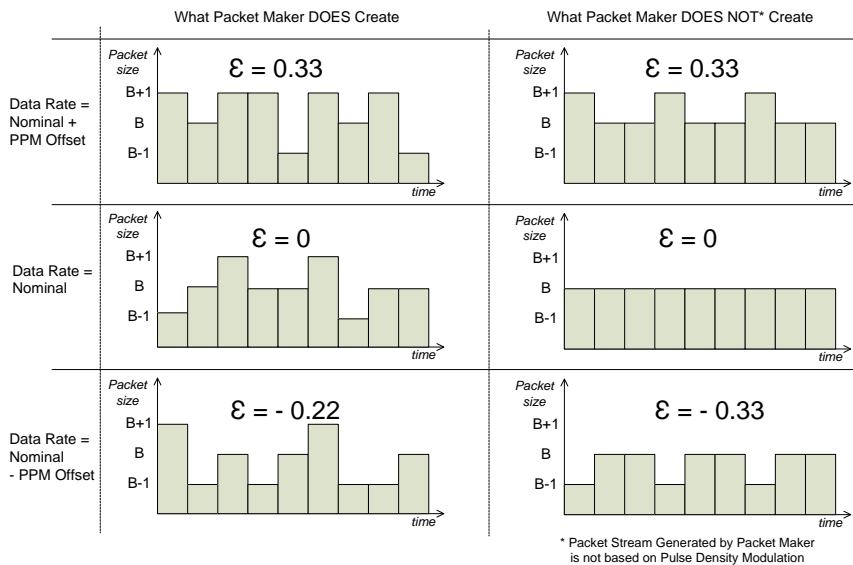 What Packet Maker DOES Create
What Packet Maker DOES NOT* Create
Data Rate =
Nominal +
PPM Offset
Packet
size
B+1
B
B-1
Ɛ = 0.33
time
Packet
size
B+1
B
B-1
Ɛ = 0.33
time
Data Rate =
Nominal
Packet
size
B+1
B
B-1
Ɛ = 0
time
Packet
size
B+1
B
B-1
Ɛ = 0
time
Data Rate =
Nominal
- PPM Offset
Packet
size
B+1
B
B-1
Ɛ = - 0.22
time
Packet
size
B+1
B
B-1
Ɛ = - 0.33
time
* Packet Stream Generated by Packet Maker
is not based on Pulse Density Modulation